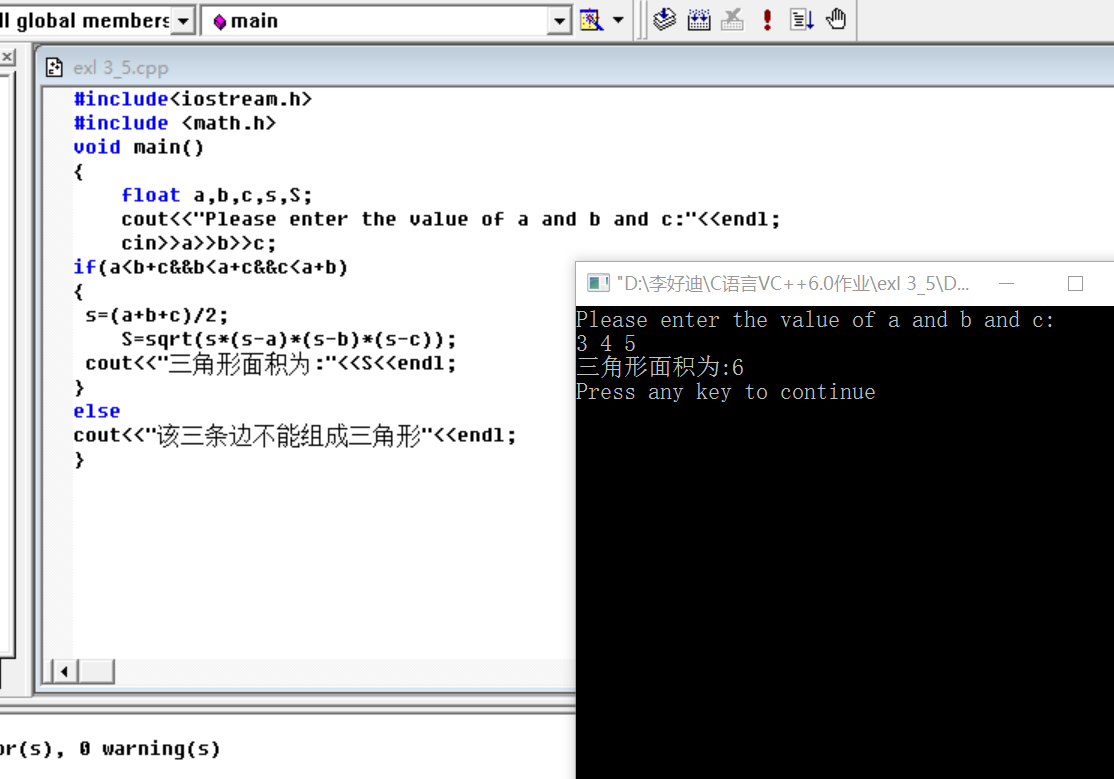 ll global members
main
exl 3_5.cpp
#include<iostream.h>
#include <math.h>
void main()
{
float a,b,c,s,S;
cout<<"Please enter the value of a and b and c:"<<endl;
cin>>a>>b>>c;
if(a<b+c&&b<a+c&&c<a+b)
{
s=(a+b+c)/2;
S=sqrt(s*(s-a)*(s-b)*(s-c));
cout<<"三角形面积为:"<<S<<endl;
}
else
cout<<"该三条边不能组成三角形"<<endl;
}
"D:\李好迪\C语言VC++6.0作业\exl 3_5\D...
Please enter the value of a and b and c:
3 4 5
三角形面积为:6
Press any key to continue
or(s), 0 warning(s)